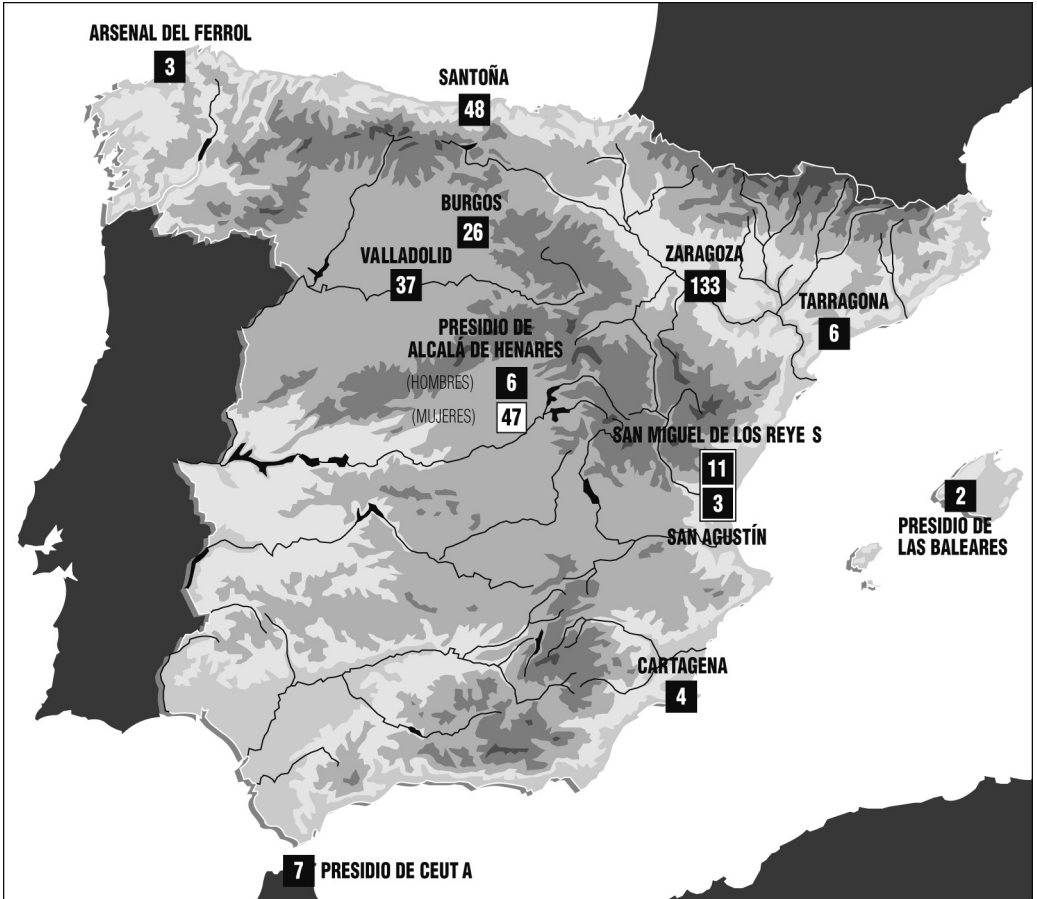 ARSENAL DEL FERROL
3
SANTOÑA
48
BURGOS
26
VALLADOLID
37
ZARAGOZA
133
TARRAGONA
6
PRESIDIO DE
ALCALÁ DE HENARES
(HOMBRES) 6
(MUJERES) 47
SAN MIGUEL DE LOS REYE S
11
3
SAN AGUSTÍN
2
PRESIDIO DE
LAS BALEARES
CARTAGENA
4
7 PRESIDIO DE CEUT A